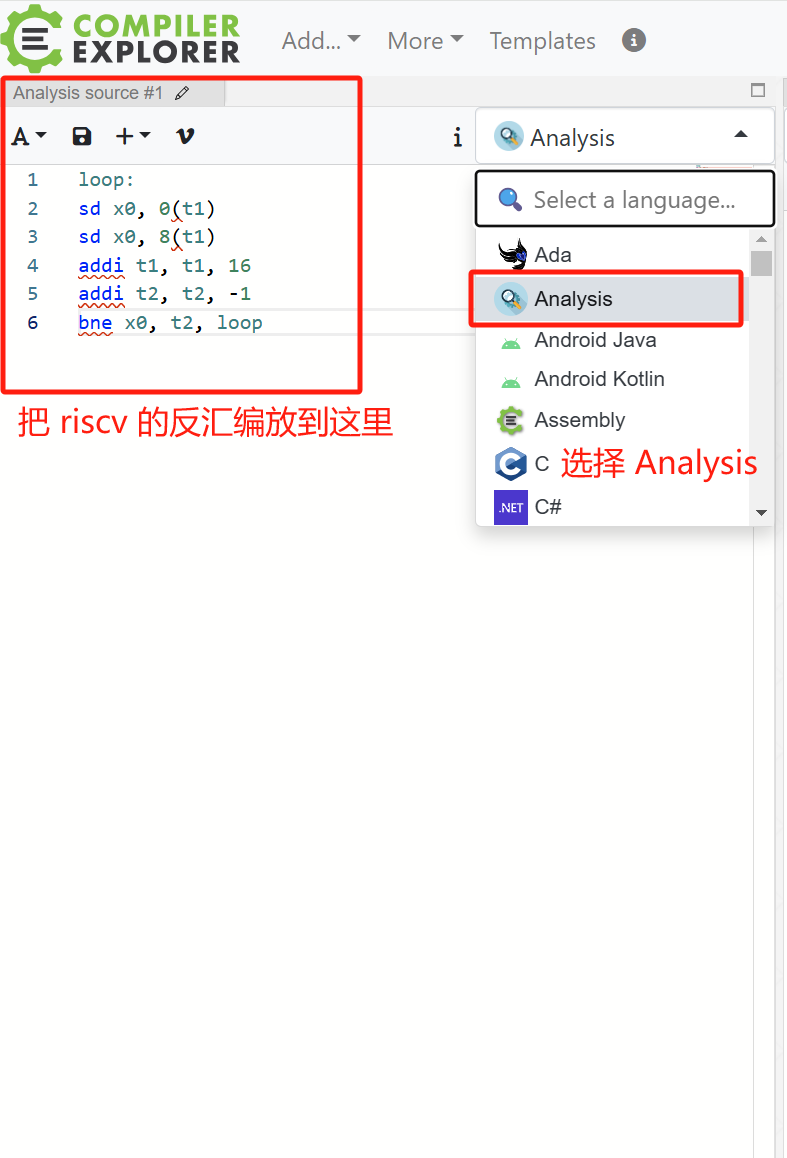 COMPILER
EXPLORER
Add... More Templates
Analysis source #1
A
Analysis
Select a language...
1 loop:
2 sd x0, 0(t1)
3 sd x0, 8(t1)
4 addi t1, t1, 16
5 addi t2, t2, -1
6 bne x0, t2, loop
把 riscv 的反汇编放到这里
Ada
Analysis
Android Java
Android Kotlin
Assembly
C
选择 Analysis
.NET C#